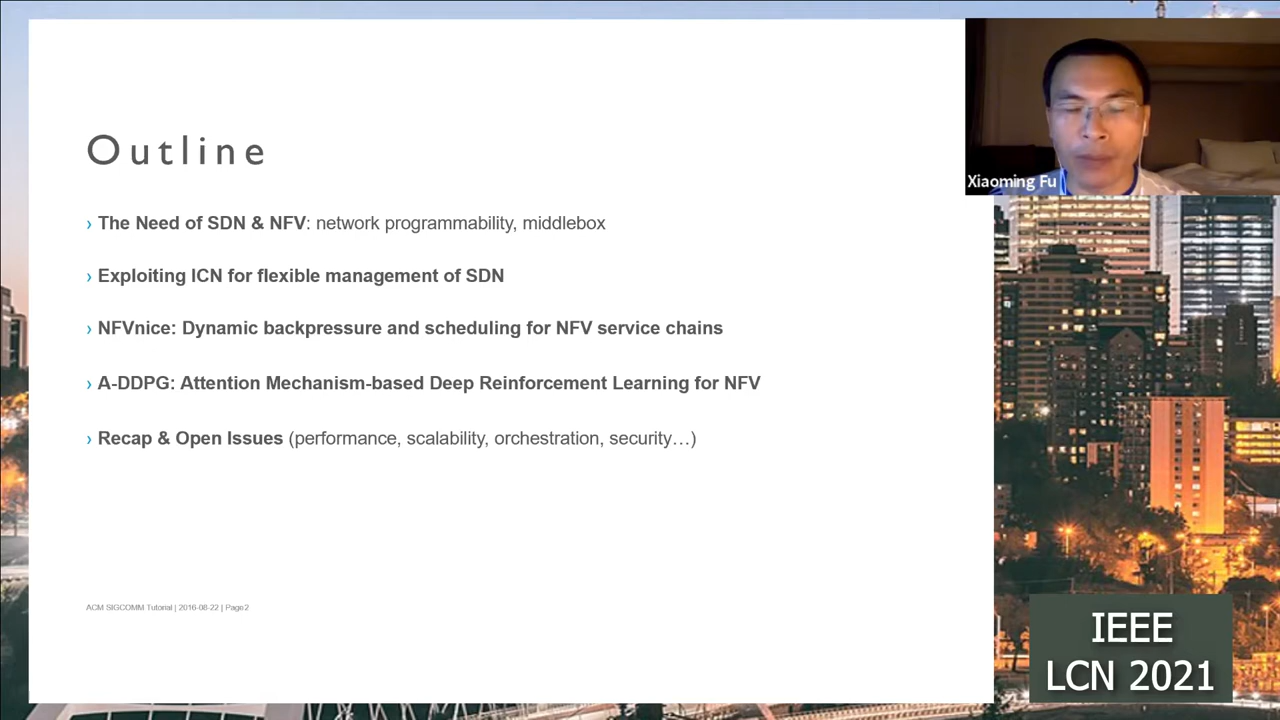 Outline
› The Need of SDN & NFV: network programmability, middlebox
› Exploiting ICN for flexible management of SDN
› NFVnice: Dynamic backpressure and scheduling for NFV service chains
› A-DDPG: Attention Mechanism-based Deep Reinforcement Learning for NFV
› Recap & Open Issues (performance, scalability, orchestration, security…)
ACM SIGCOMM Tutorial | 2016-08-22 | Page2
Xiaoming Fu
IEEE
LCN 2021